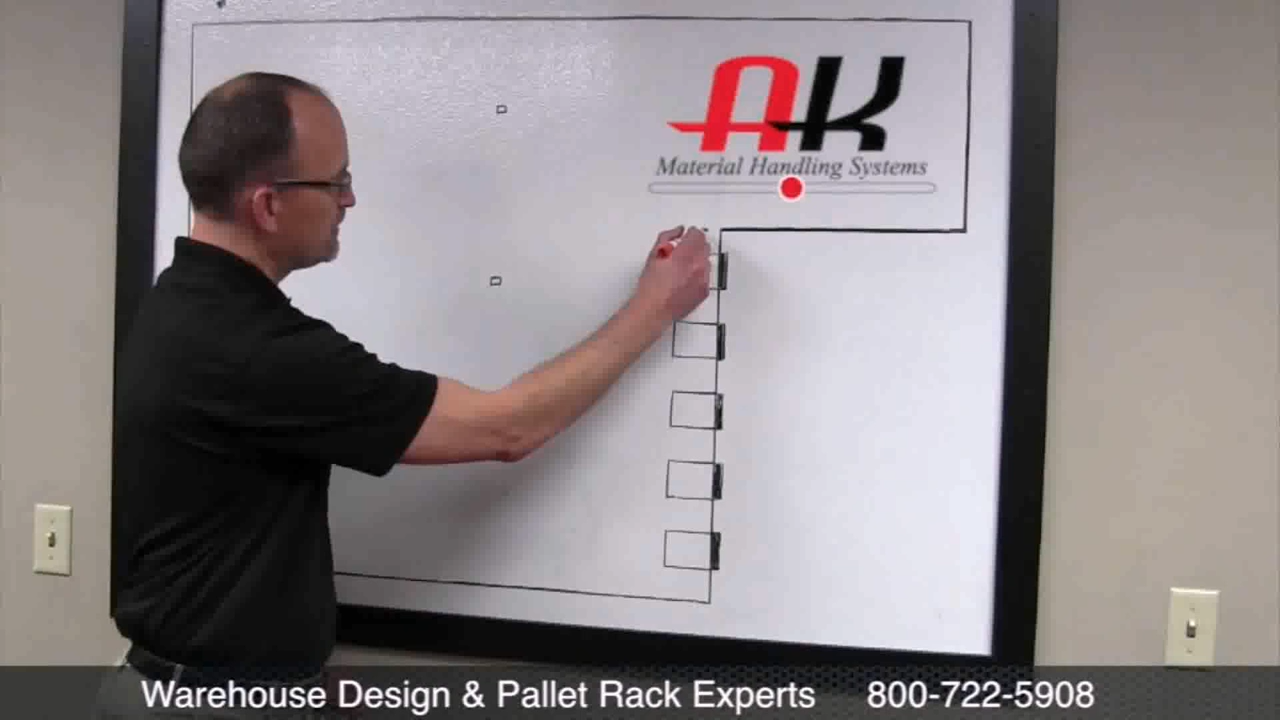 AK
Material Handling Systems
Warehouse Design & Pallet Rack Experts 800-722-5908